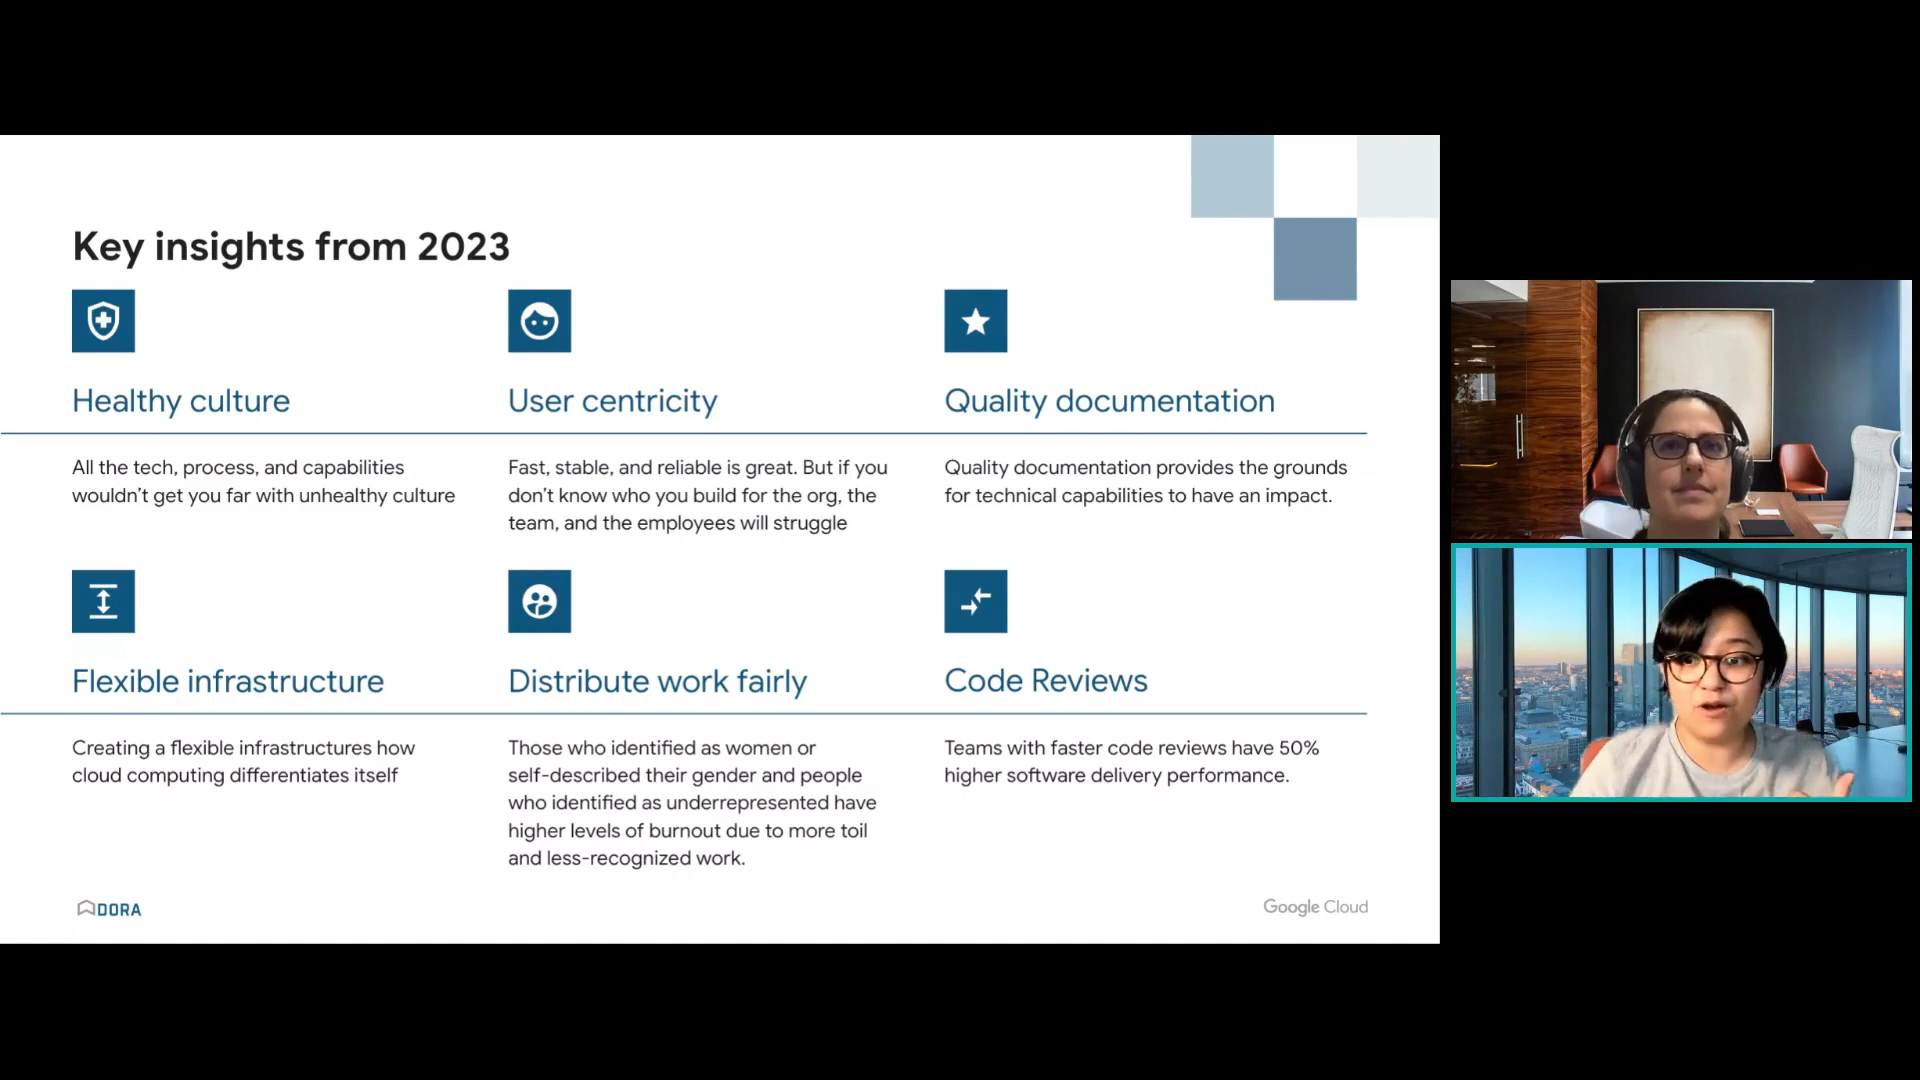 Key insights from 2023
Healthy culture
All the tech, process, and capabilities
wouldn't get you far with unhealthy culture
User centricity
Fast, stable, and reliable is great. But if you
don't know who you build for the org, the
team, and the employees will struggle
Quality documentation
Quality documentation provides the grounds
for technical capabilities to have an impact.
Flexible infrastructure
Creating a flexible infrastructures how
cloud computing differentiates itself
Distribute work fairly
Those who identified as women or
self-described their gender and people
who identified as underrepresented have
higher levels of burnout due to more toil
and less-recognized work.
Code Reviews
Teams with faster code reviews have 50%
higher software delivery performance.
DORA
Google Cloud